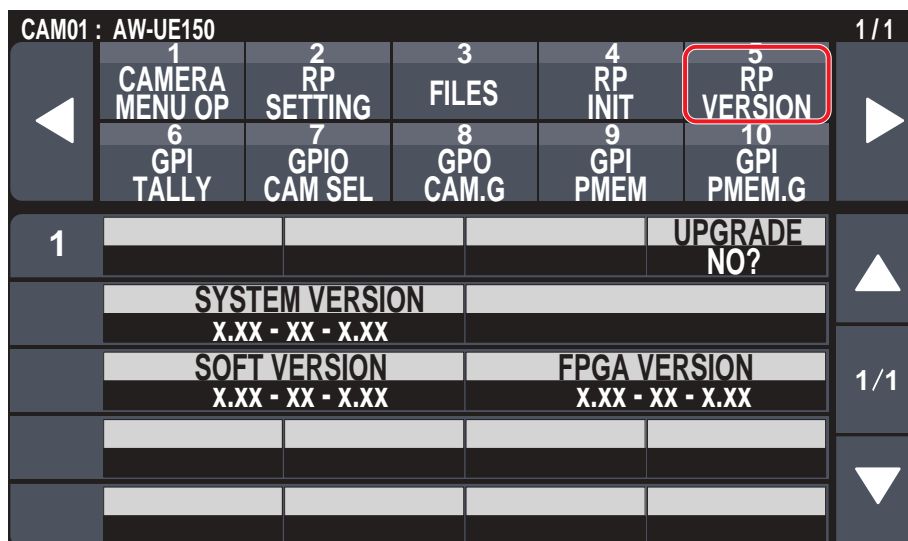 CAM01 : AW-UE150 1/1
1 2 3 4 5
CAMERA MENU OP RP SETTING FILES RP INIT RP VERSION
6 7 8 9 10
GPI TALLY GPIO CAM SEL GPO CAM.G GPI PMEM GPI PMEM.G
1 UPGRADE
NO?
SYSTEM VERSION
X.XX - XX - X.XX
SOFT VERSION FPGA VERSION
X.XX - XX - X.XX X.XX - XX - X.XX
1/1